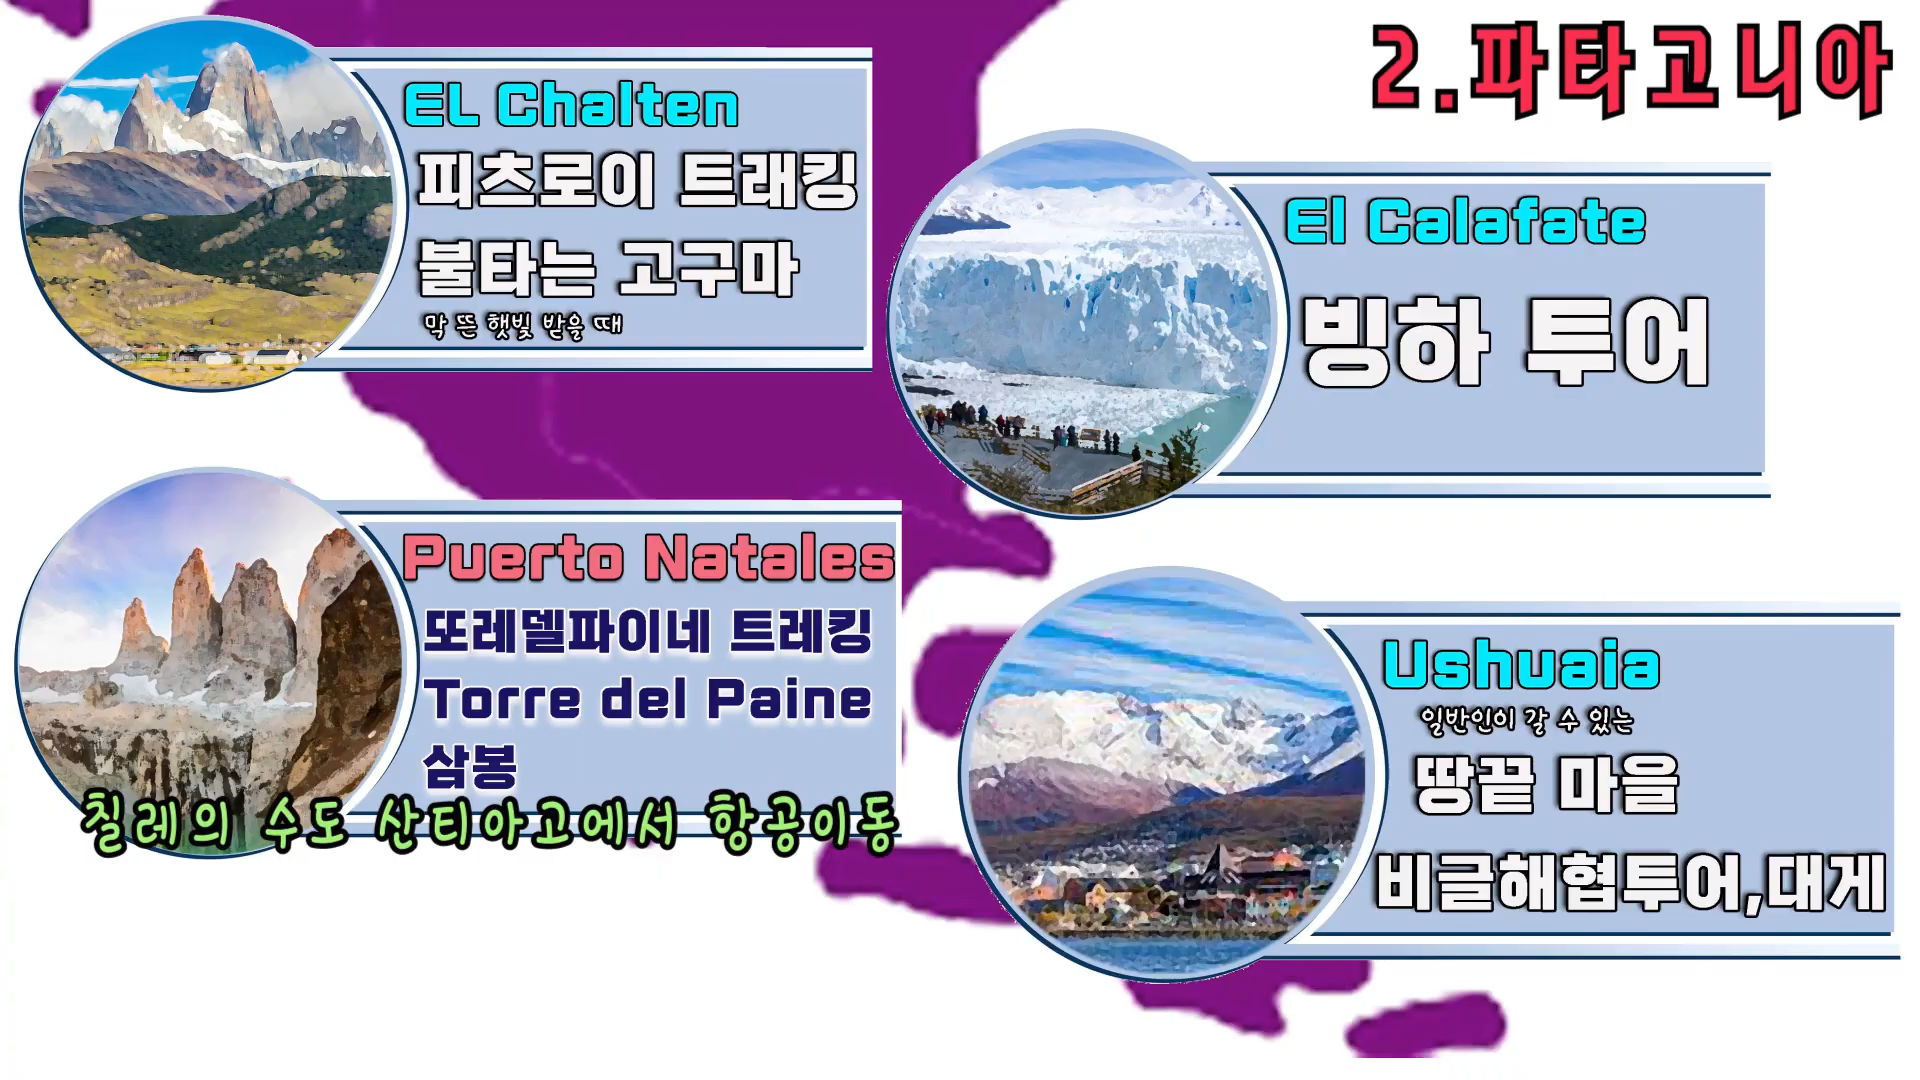 2.파타고니아
EL Chalten
피츠로이 트래킹
불타는 고구마
막 뜬 햇빛 받을 때
El Calafate
빙하 투어
Puerto Natales
또레델파이네 트레킹
Torre del Paine
삼봉
칠레의 수도 산티아고에서 항공이동
Ushuaia
일반인이 갈 수 있는
땅끝 마을
비글해협투어,대게